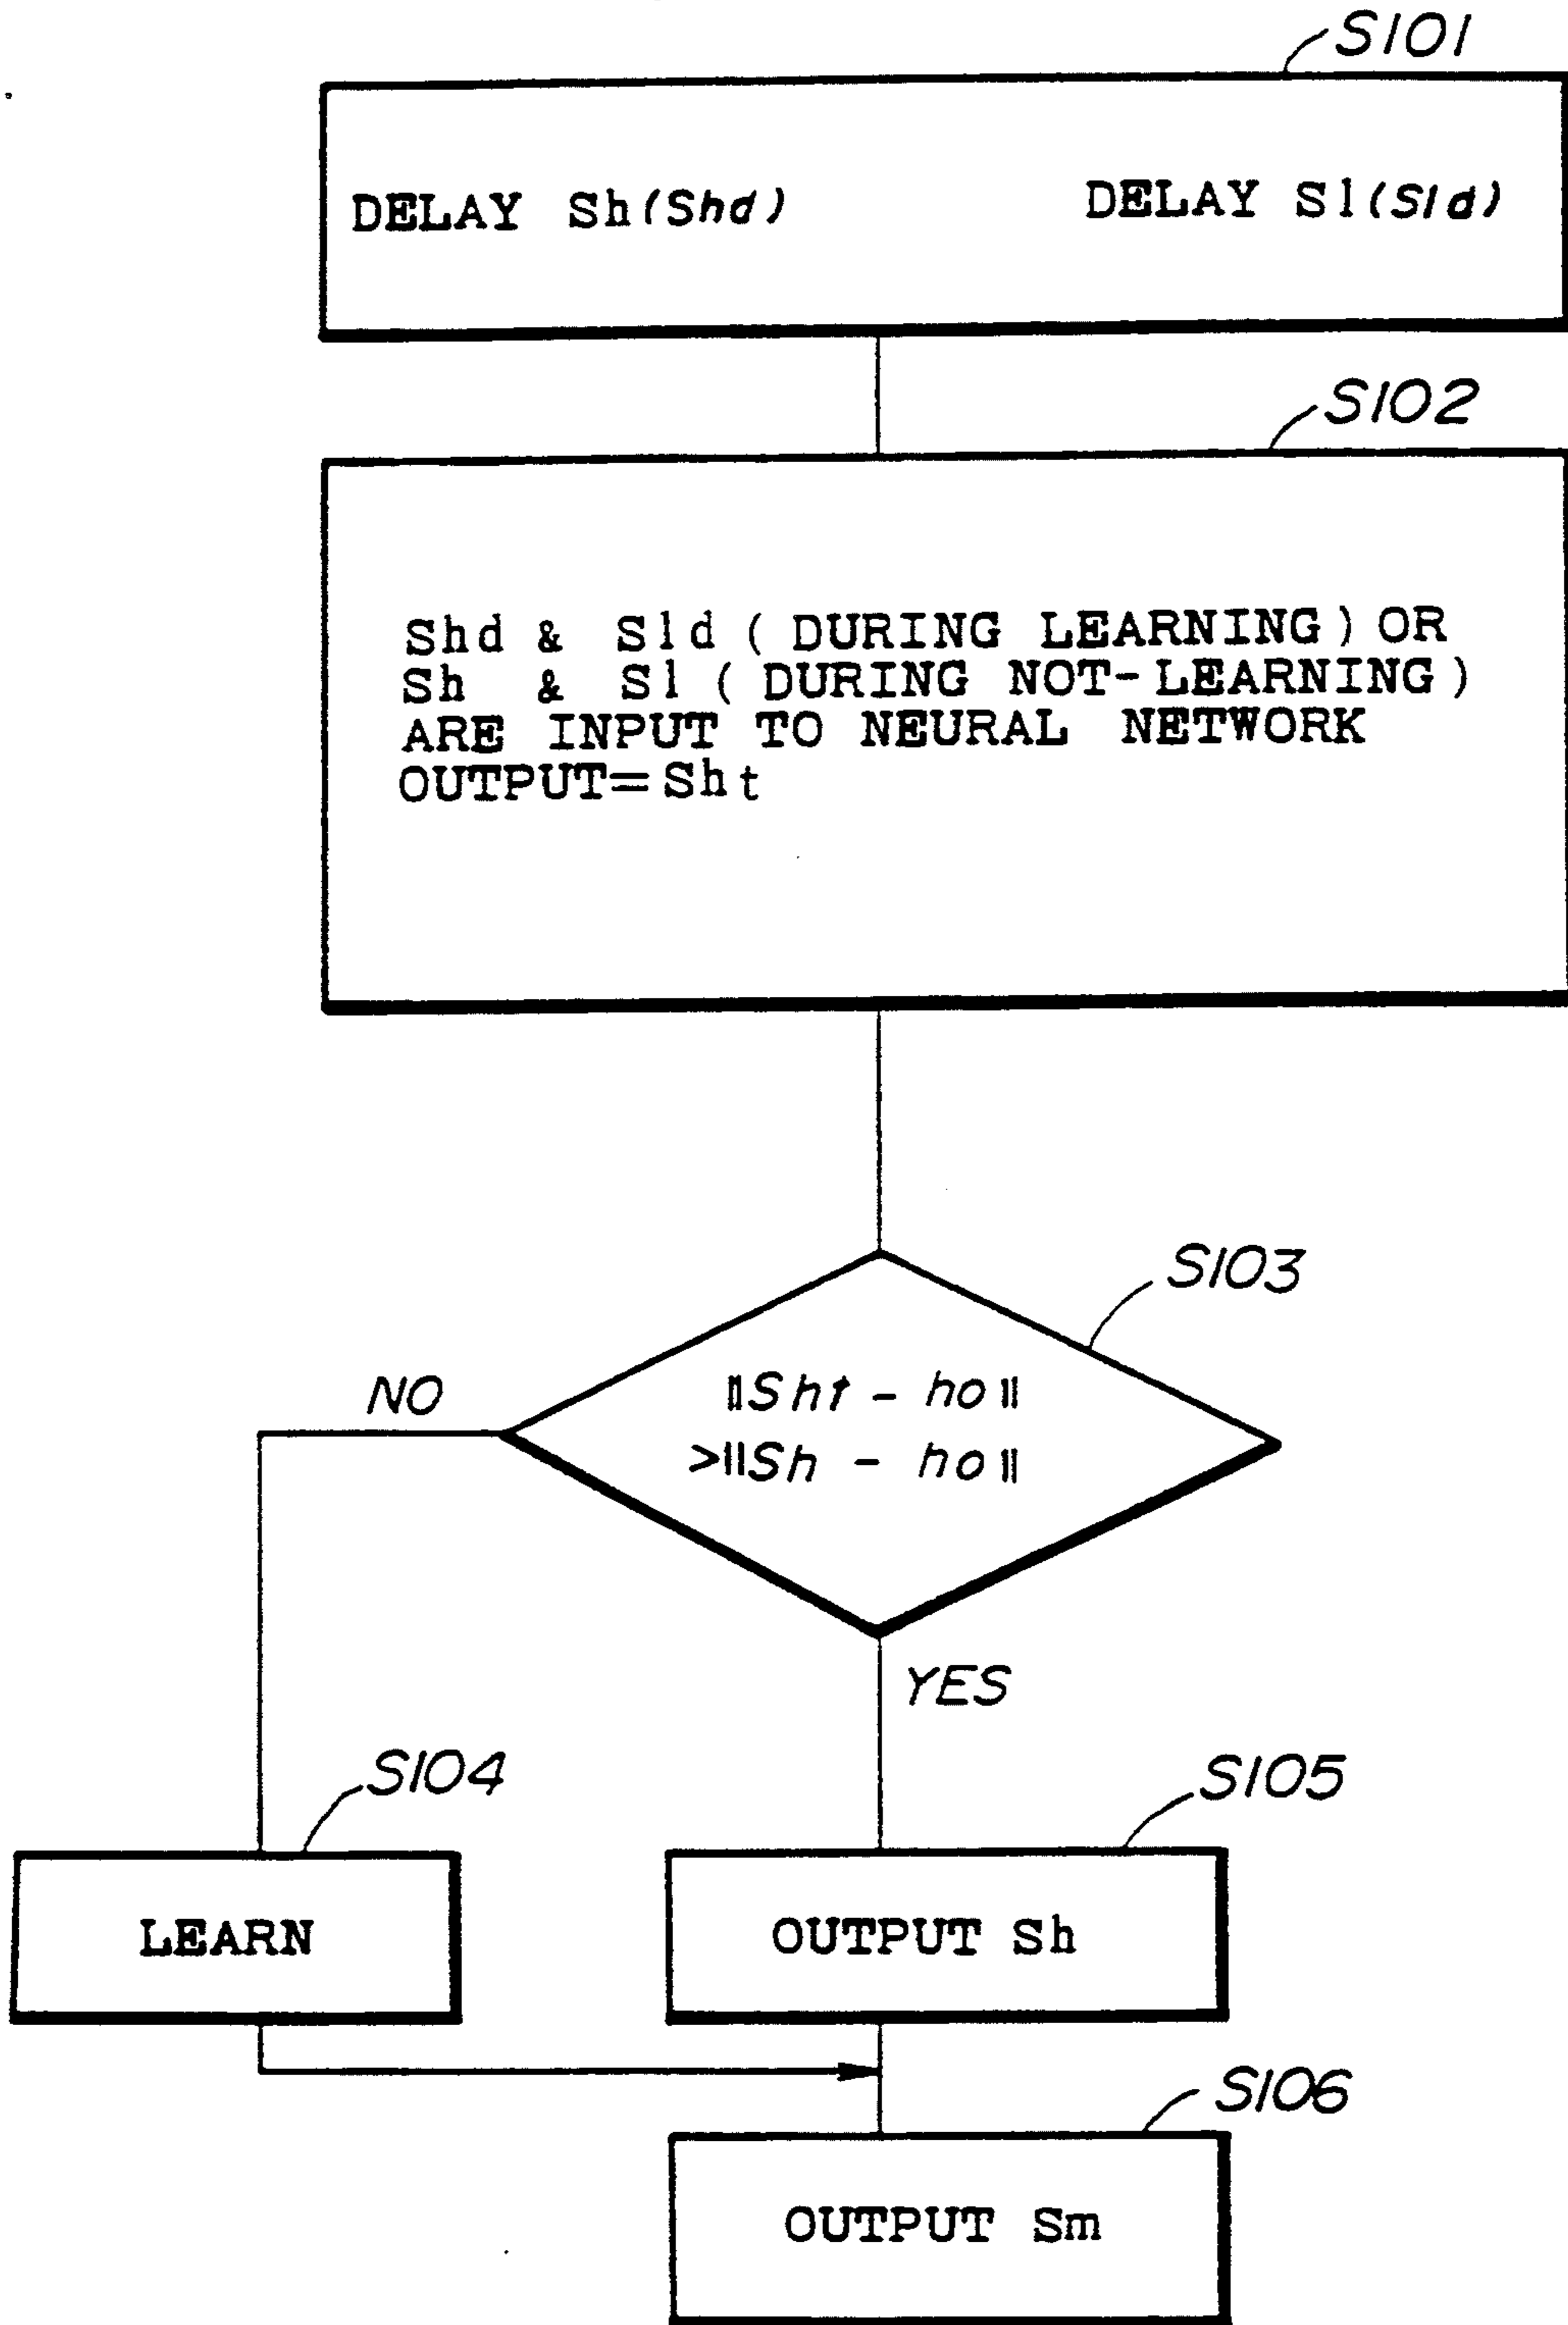 S101
DELAY Sh(Shd) DELAY Sl(Sld)
S102
Shd & Sld (DURING LEARNING) OR
Sh & Sl (DURING NOT-LEARNING)
ARE INPUT TO NEURAL NETWORK
OUTPUT=Sht
S103
NO
‖Sht - ho‖
>‖Sh - ho‖
YES
S104
S105
LEARN
OUTPUT Sh
S106
OUTPUT Sm